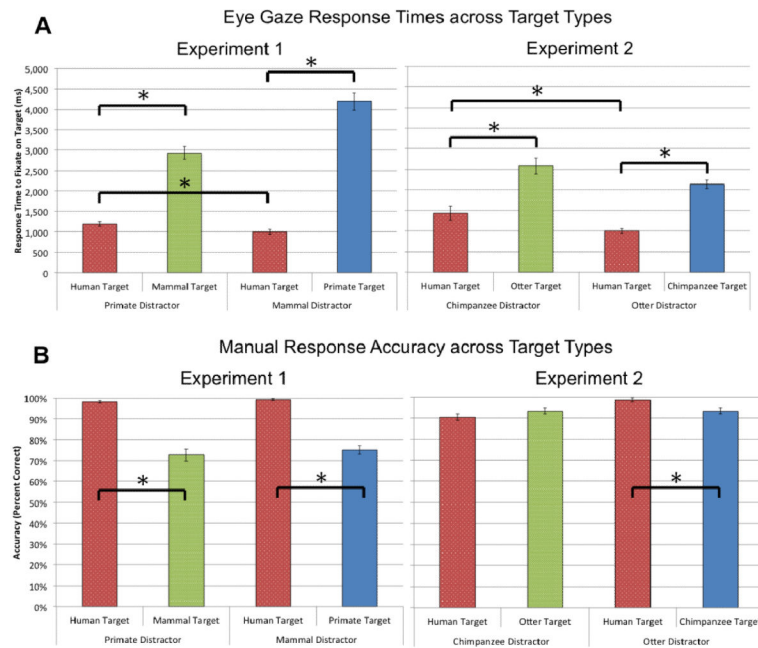 A
Eye Gaze Response Times across Target Types
Experiment 1
Experiment 2
Response Time to Fixate on Target (ms)
5,000
4,500
4,000
3,500
3,000
2,500
2,000
1,500
1,000
500
0
*
*
*
*
*
*
Human Target Mammal Target Human Target Primate Target
Primate Distractor Mammal Distractor
Human Target Otter Target Human Target Chimpanzee Target
Chimpanzee Distractor Otter Distractor
B
Manual Response Accuracy across Target Types
Experiment 1
Experiment 2
Accuracy (Percent Correct)
100%
90%
80%
70%
60%
50%
40%
30%
20%
10%
0%
*
*
*
Human Target Mammal Target Human Target Primate Target
Primate Distractor Mammal Distractor
Human Target Otter Target Human Target Chimpanzee Targe
Chimpanzee Distractor Otter Distractor